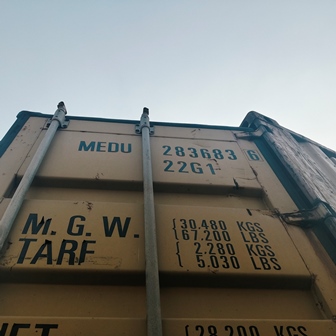 MEDU 283683 6
22G1
M.G.W. 30,480 KGS
67,200 LBS
TARE 2,280 KGS
5,030 LBS
NET 28,200 KGS